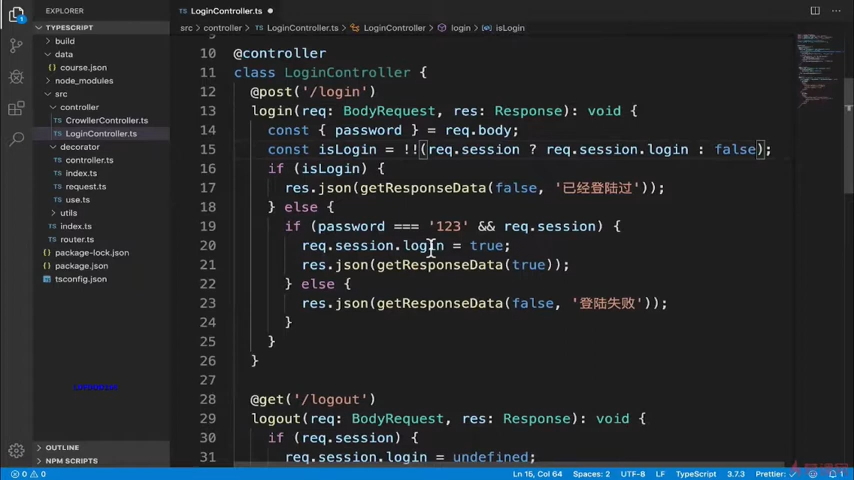 EXPLORER
LoginController.ts
TYPESCRIPT
src
controller
LoginController.ts
LoginController
login
isLogin
build
data
course.json
node_modules
src
controller
CrowllerController.ts
LoginController.ts
decorator
controller.ts
index.ts
request.ts
use.ts
utils
index.ts
router.ts
package-lock.json
package.json
tsconfig.json
OUTLINE
NPM SCRIPTS
10 @controller
11 class LoginController {
12 @post('/login')
13 login(req: BodyRequest, res: Response): void {
14 const { password } = req.body;
15 const isLogin = !!(req.session ? req.session.login : false);
16 if (isLogin) {
17 res.json(getResponseData(false, '已经登陆过'));
18 } else {
19 if (password === '123' && req.session) {
20 req.session.login = true;
21 res.json(getResponseData(true));
22 } else {
23 res.json(getResponseData(false, '登陆失败'));
24 }
25 }
26 }
27
28 @get('/logout')
29 logout(req: BodyRequest, res: Response): void {
30 if (req.session) {
31 req.session.login = undefined;
0 0
Ln 15, Col 64
Spaces: 2
UTF-8
LF
TypeScript
3.7.3
Prettier:
1